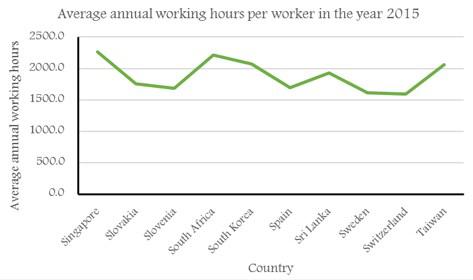 Average annual working hours per worker in the year 2015
Average annual working hours
2500.0
2000.0
1500.0
1000.0
500.0
0.0
Singapore
Slovakia
Slovenia
South Africa
South Korea
Spain
Sri Lanka
Sweden
Switzerland
Taiwan
Country